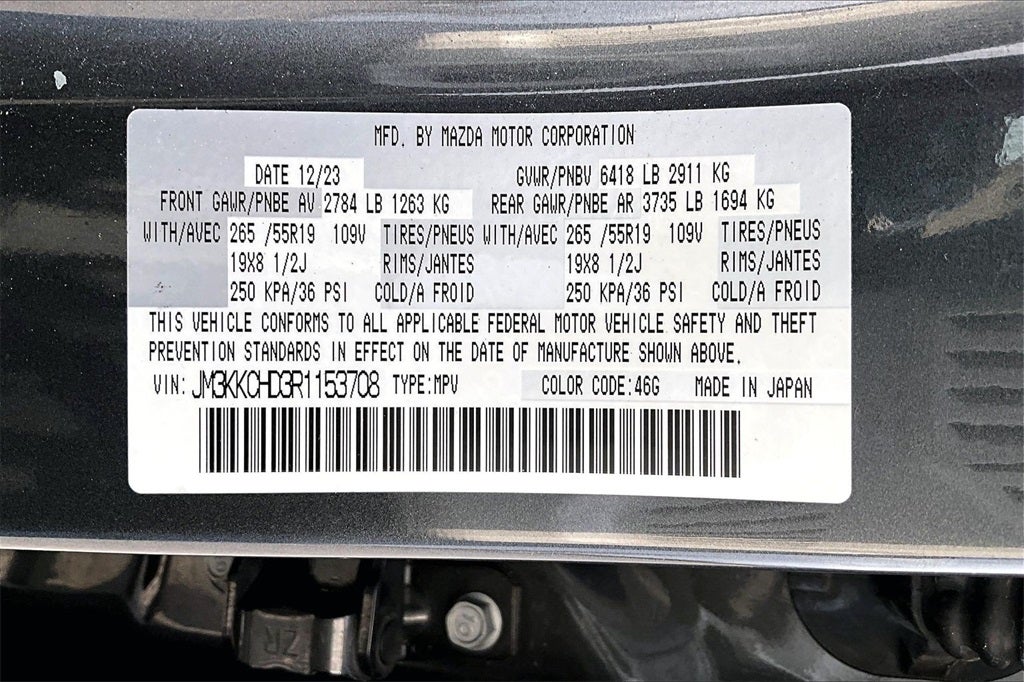 MFD. BY MAZDA MOTOR CORPORATION
DATE 12/23 GVWR/PNBV 6418 LB 2911 KG
FRONT GAWR/PNBE AV 2784 LB 1263 KG REAR GAWR/PNBE AR 3735 LB 1694 KG
WITH/AVEC 265 /55R19 109V TIRES/PNEUS WITH/AVEC 265 /55R19 109V TIRES/PNEUS
19X8 1/2J RIMS/JANTES 19X8 1/2J RIMS/JANTES
250 KPA/36 PSI COLD/A FROID 250 KPA/36 PSI COLD/A FROID
THIS VEHICLE CONFORMS TO ALL APPLICABLE FEDERAL MOTOR VEHICLE SAFETY AND THEFT
PREVENTION STANDARDS IN EFFECT ON THE DATE OF MANUFACTURE SHOWN ABOVE.
VIN: JM3KKCHD3R1153708 TYPE:MPV COLOR CODE:46G MADE IN JAPAN
ZR